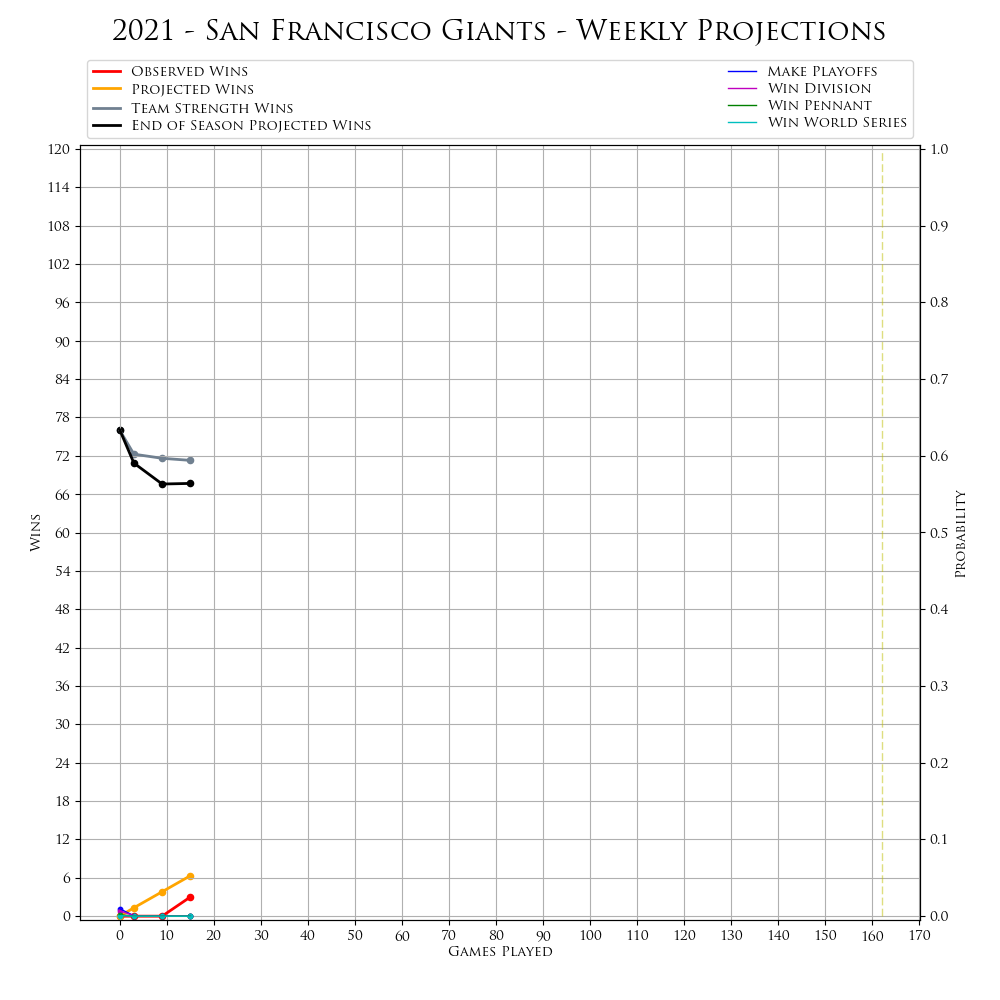 2021 - San Francisco Giants - Weekly Projections
Observed Wins
Projected Wins
Team Strength Wins
End of Season Projected Wins
Make Playoffs
Win Division
Win Pennant
Win World Series
120
114
108
102
96
90
84
78
72
66
60
54
48
42
36
30
24
18
12
6
0
Wins
1.0
0.9
0.8
0.7
0.6
0.5
0.4
0.3
0.2
0.1
0.0
Probability
0 10 20 30 40 50 60 70 80 90 100 110 120 130 140 150 160 170
Games Played